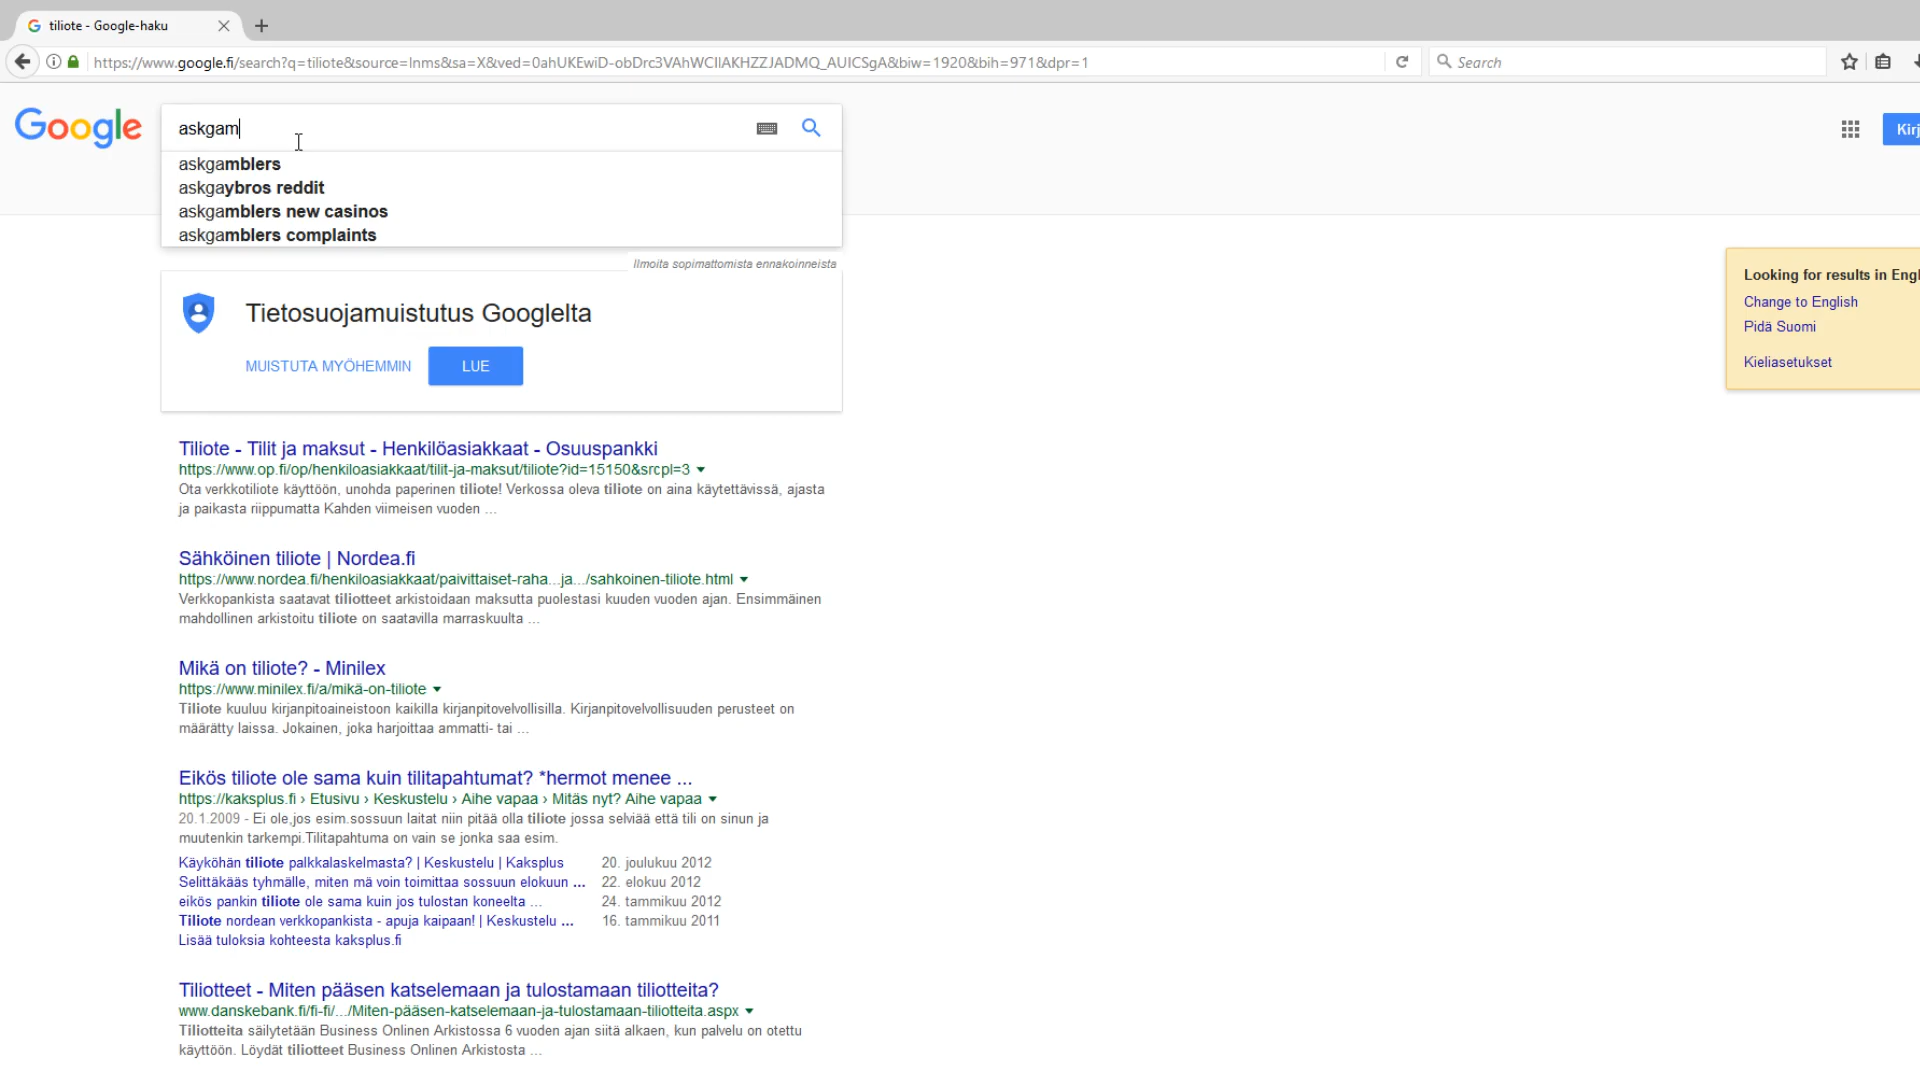 tiliote - Google-haku
https://www.google.fi/search?q=tiliote&source=lnms&sa=X&ved=0ahUKEwiD-obDrc3VAhWCIlAKHZZJADMQ_AUICSgA&biw=1920&bih=971&dpr=1
Search
Google
askgam
Kirj
askgamblers
askgaybros reddit
askgamblers new casinos
askgamblers complaints
Ilmoita sopimattomista ennakoinneista
Looking for results in Engl
Change to English
Pidä Suomi
Kieliasetukset
Tietosuojamuistutus Googlelta
MUISTUTA MYÖHEMMIN
LUE
Tiliote - Tilit ja maksut - Henkilöasiakkaat - Osuuspankki
https://www.op.fi/op/henkiloasiakkaat/tilit-ja-maksut/tiliote?id=15150&srcpl=3
Ota verkkotiliote käyttöön, unohda paperinen tiliote! Verkossa oleva tiliote on aina käytettävissä, ajasta
ja paikasta riippumatta Kahden viimeisen vuoden ...
Sähköinen tiliote | Nordea.fi
https://www.nordea.fi/henkiloasiakkaat/paivittaiset-raha...ja.../sahkoinen-tiliote.html
Verkkopankista saatavat tiliotteet arkistoidaan maksutta puolestasi kuuden vuoden ajan. Ensimmäinen
mahdollinen arkistoitu tiliote on saatavilla marraskuulta ...
Mikä on tiliote? - Minilex
https://www.minilex.fi/a/mikä-on-tiliote
Tiliote kuuluu kirjanpitoaineistoon kaikilla kirjanpitovelvollisilla. Kirjanpitovelvollisuuden perusteet on
määrätty laissa. Jokainen, joka harjoittaa ammatti- tai ...
Eikös tiliote ole sama kuin tilitapahtumat? *hermot menee ...
https://kaksplus.fi › Etusivu › Keskustelu › Aihe vapaa › Mitäs nyt? Aihe vapaa
20.1.2009 - Ei ole,jos esim.sossuun laitat niin pitää olla tiliote jossa selviää että tili on sinun ja
muutenkin tarkempi.Tilitapahtuma on vain se jonka saa esim.
Käyköhän tiliote palkkalaskelmasta? | Keskustelu | Kaksplus 20. joulukuu 2012
Selittäkääs tyhmälle, miten mä voin toimittaa sossuun elokuun ... 22. elokuu 2012
eikös pankin tiliote ole sama kuin jos tulostan koneelta ... 24. tammikuu 2012
Tiliote nordean verkkopankista - apuja kaipaan! | Keskustelu ... 16. tammikuu 2011
Lisää tuloksia kohteesta kaksplus.fi
Tiliotteet - Miten pääsen katselemaan ja tulostamaan tiliotteita?
www.danskebank.fi/fi-fi/.../Miten-pääsen-katselemaan-ja-tulostamaan-tiliotteita.aspx
Tiliotteita säilytetään Business Onlinen Arkistossa 6 vuoden ajan siitä alkaen, kun palvelu on otettu
käyttöön. Löydät tiliotteet Business Onlinen Arkistosta ...